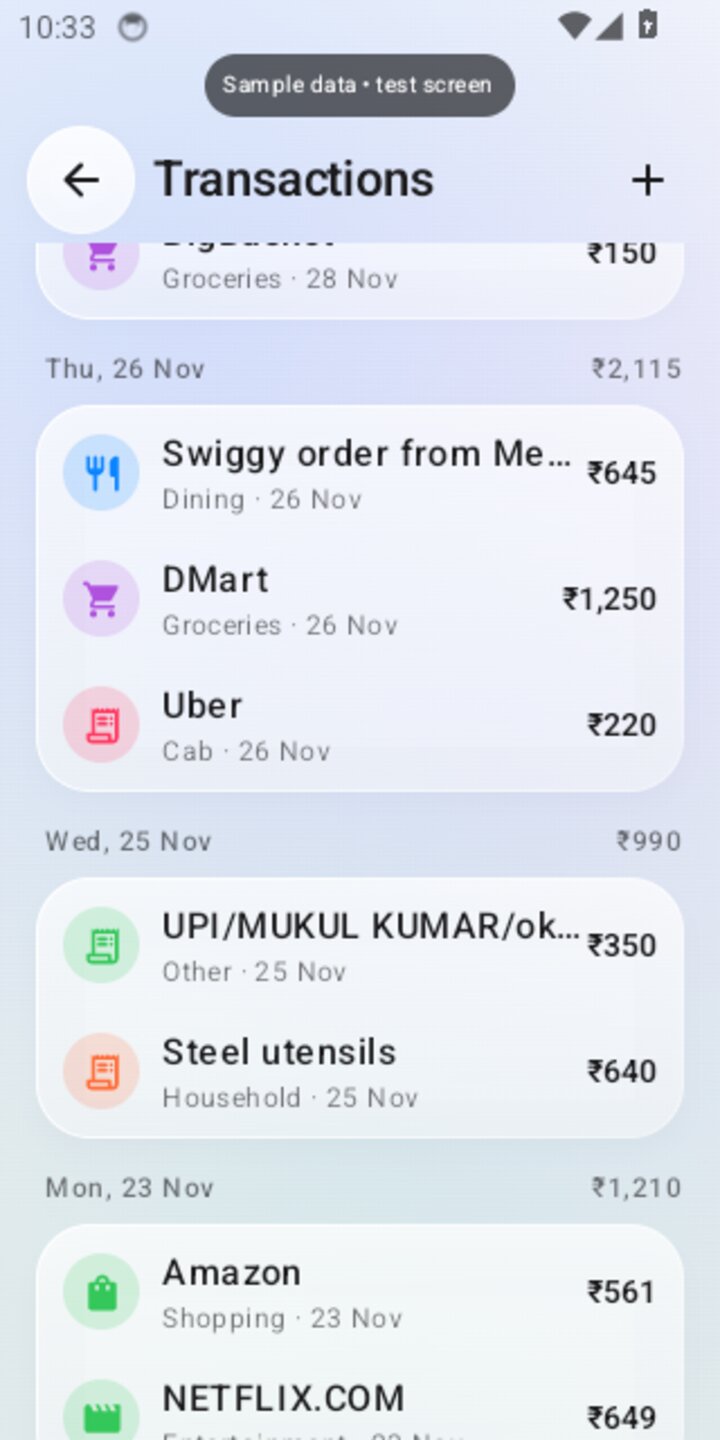 10:33
Sample data • test screen
Transactions
₹150
Groceries · 28 Nov
Thu, 26 Nov ₹2,115
Swiggy order from Me... ₹645
Dining · 26 Nov
DMart ₹1,250
Groceries · 26 Nov
Uber ₹220
Cab · 26 Nov
Wed, 25 Nov ₹990
UPI/MUKUL KUMAR/ok... ₹350
Other · 25 Nov
Steel utensils ₹640
Household · 25 Nov
Mon, 23 Nov ₹1,210
Amazon ₹561
Shopping · 23 Nov
NETFLIX.COM ₹649